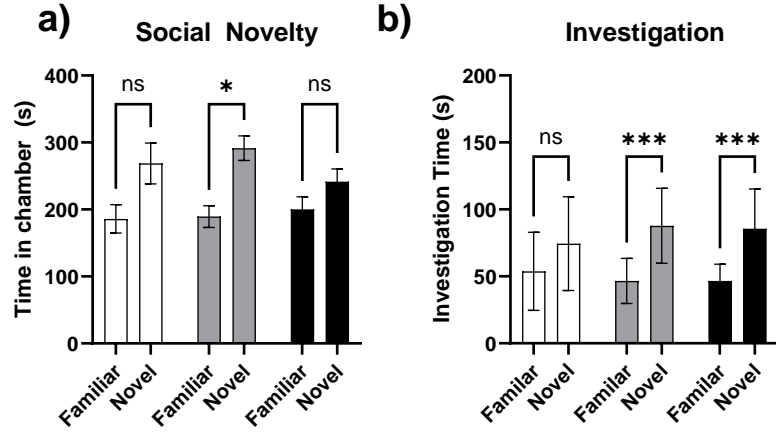 a)
Social Novelty
Time in chamber (s)
400
300
200
100
0
ns
*
ns
Familiar
Novel
Familiar
Novel
Familiar
Novel
b)
Investigation
Investigation Time (s)
200
150
100
50
0
ns
***
***
Familar
Novel
Familar
Novel
Familar
Novel